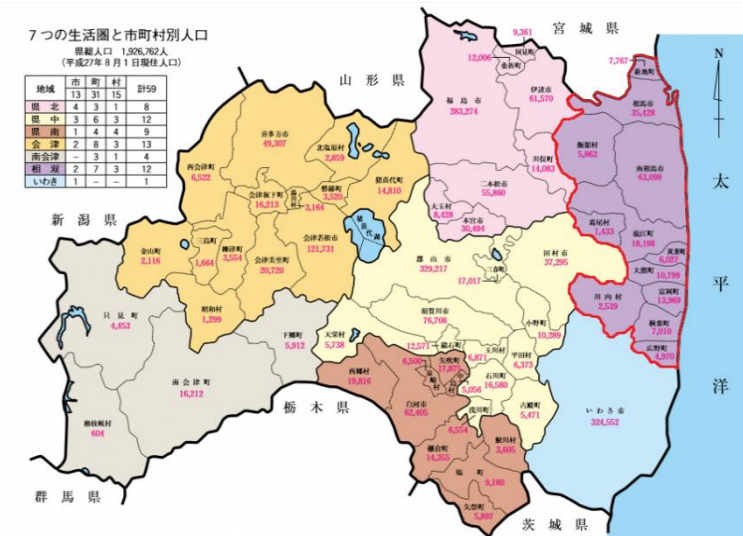 7つの生活圏と市町村別人口
県総人口 1,926,762人
(平成27年8月1日現住人口)
地域 市 町 村 計59
13 31 15
県北 4 3 1 8
県中 3 6 3 12
県南 1 4 4 9
会津 2 8 3 13
南会津 － 3 1 4
相双 2 7 3 12
いわき 1 － － 1
宮城県
山形県
新潟県
群馬県
栃木県
茨城県
太平洋
N
国見町
9,361
桑折町
12,006
伊達市
61,570
福島市
283,274
川俣町
14,083
二本松市
55,860
大玉村
8,428
本宮市
30,494
新地町
7,767
相馬市
35,428
飯舘村
5,862
南相馬市
63,099
葛尾村
1,433
浪江町
18,198
双葉町
6,027
大熊町
10,799
富岡町
13,969
川内村
2,539
楢葉町
7,010
広野町
4,970
喜多方市
49,307
北塩原村
2,859
西会津町
6,522
会津坂下町
16,213
湯川村
3,164
磐梯町
3,520
猪苗代町
14,810
猪苗代湖
金山町
2,116
三島町
1,664
柳津町
3,554
会津美里町
20,720
会津若松市
121,731
昭和村
1,299
只見町
4,453
下郷町
5,912
南会津町
16,212
檜枝岐村
604
郡山市
329,217
三春町
17,017
田村市
37,295
須賀川市
76,708
小野町
10,289
天栄村
5,738
鏡石町
12,571
玉川村
6,871
平田村
6,373
石川町
16,580
浅川町
6,554
古殿町
5,471
西郷村
19,816
矢吹町
17,875
泉崎村
6,500
中島村
5,056
白河市
62,405
棚倉町
14,355
鮫川村
3,605
塙町
9,180
矢祭町
5,897
いわき市
324,552